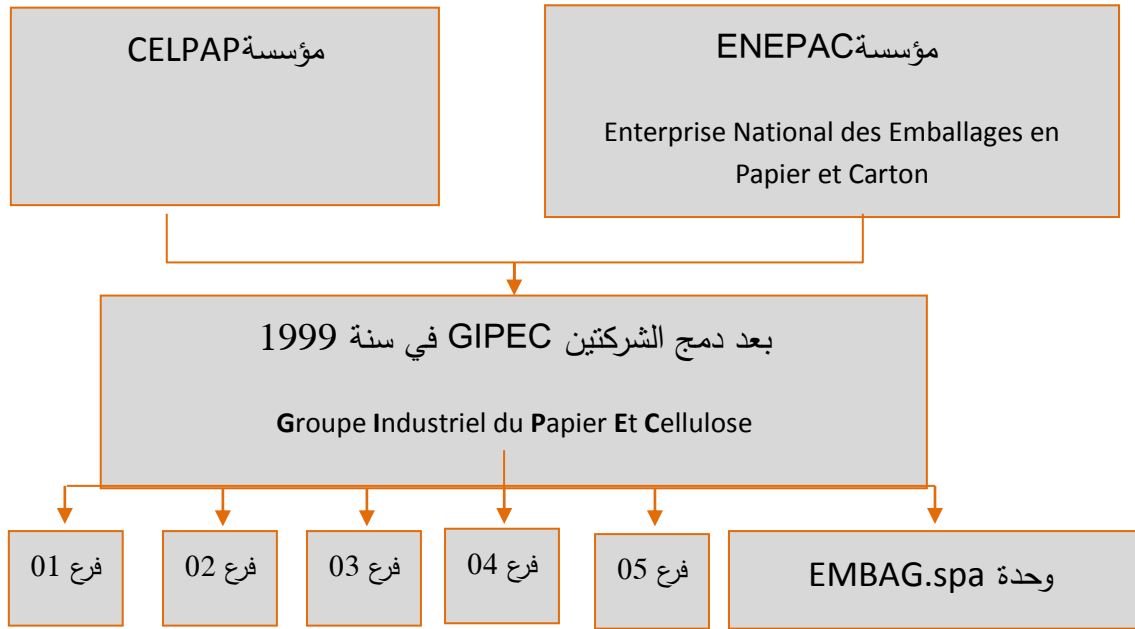 مؤسسةCELPAP
مؤسسةENEPAC
Enterprise National des Emballages en
Papier et Carton
بعد دمج الشركتين GIPEC في سنة 1999
Groupe Industriel du Papier Et Cellulose
فرع 01
فرع 02
فرع 03
فرع 04
فرع 05
وحدة EMBAG.spa